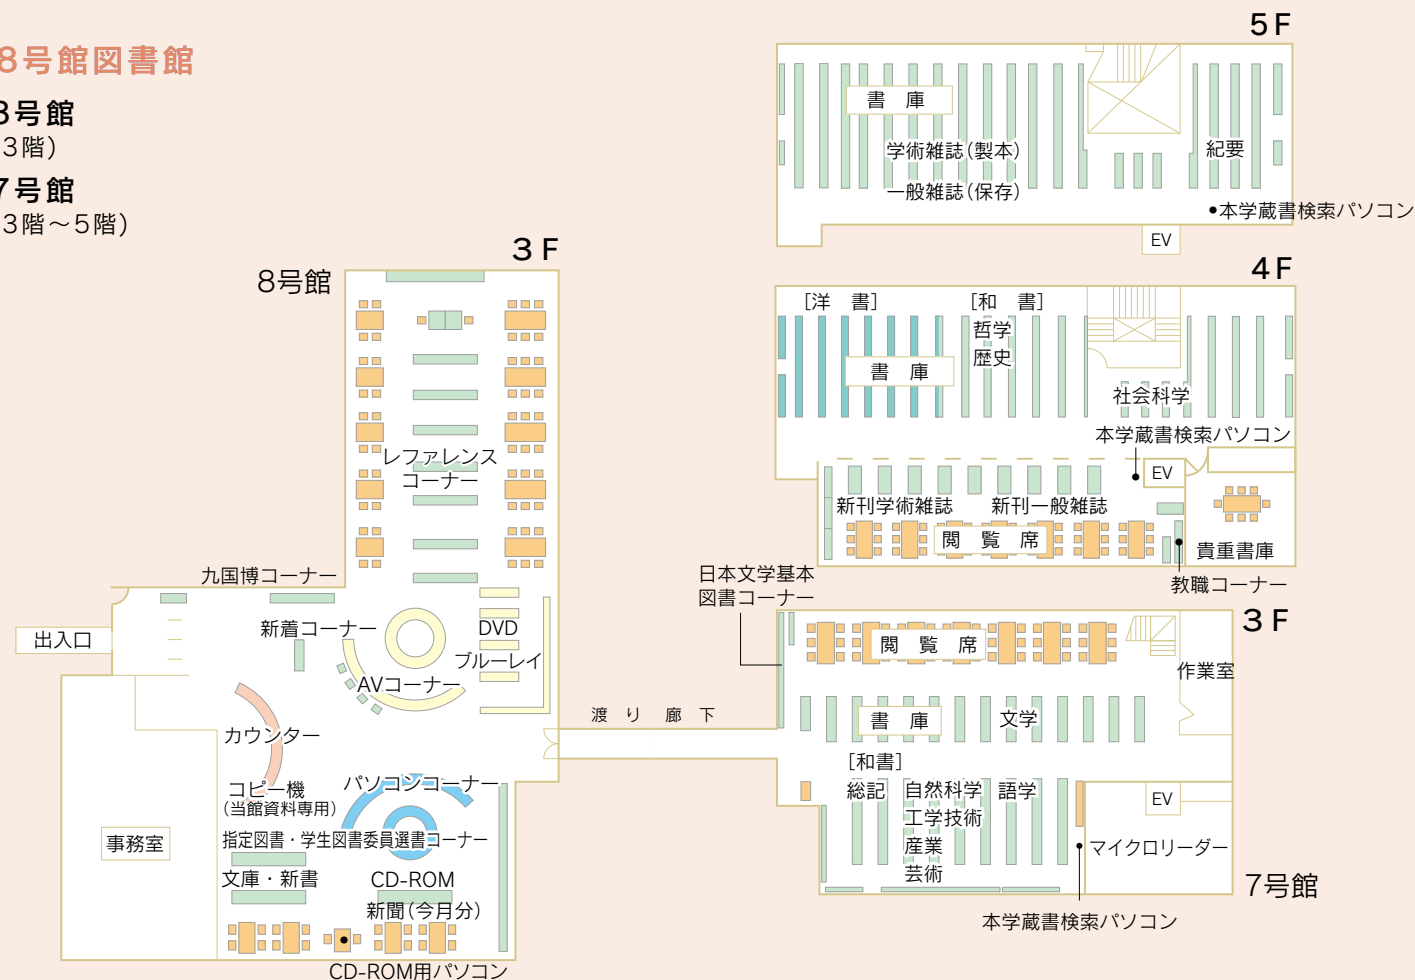 8号館図書館
8号館
3階)
7号館
3階～5階)
5F
書 庫
学術雑誌(製本)
一般雑誌(保存)
紀要
•本学蔵書検索パソコン
EV
4F
[洋 書]
[和 書]
哲学
歴史
書 庫
社会科学
本学蔵書検索パソコン
EV
新刊学術雑誌
新刊一般雑誌
閲 覧 席
貴重書庫
教職コーナー
3F
8号館
レファレンス
コーナー
九国博コーナー
出入口
新着コーナー
DVD
ブルーレイ
AVコーナー
カウンター
コピー機
(当館資料専用)
パソコンコーナー
事務室
指定図書・学生図書委員選書コーナー
文庫・新書
CD-ROM
新聞(今月分)
CD-ROM用パソコン
渡 り 廊 下
日本文学基本
図書コーナー
3F
閲 覧 席
作業室
書 庫
文学
[和書]
総記
自然科学
工学技術
産業
芸術
語学
EV
マイクロリーダー
7号館
本学蔵書検索パソコン